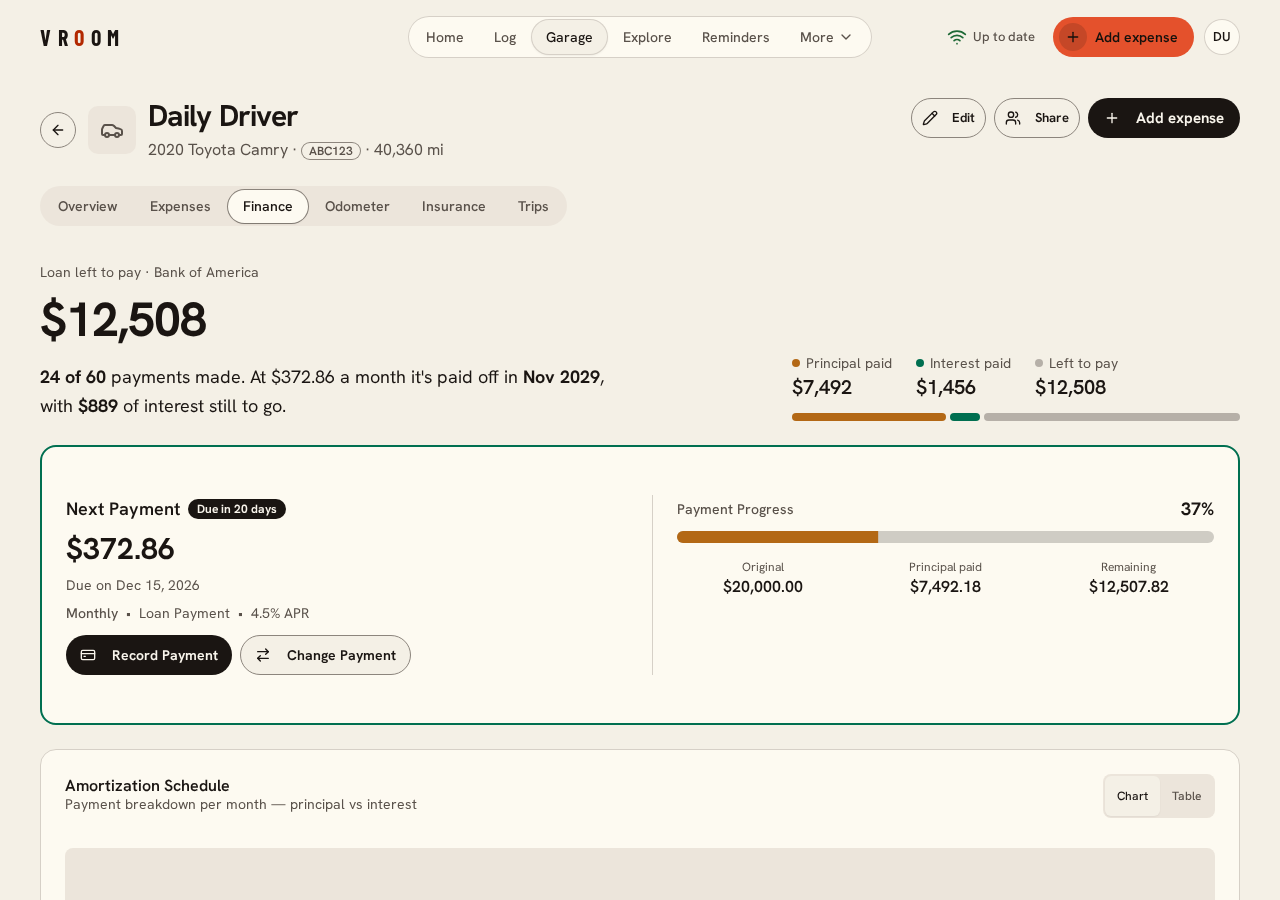 VROOM
Home Log Garage Explore Reminders More
Up to date
Add expense
DU
Daily Driver
2020 Toyota Camry · ABC123 · 40,360 mi
Edit
Share
Add expense
Overview Expenses Finance Odometer Insurance Trips
Loan left to pay · Bank of America
$12,508
24 of 60 payments made. At $372.86 a month it's paid off in Nov 2029,
with $889 of interest still to go.
Principal paid Interest paid Left to pay
$7,492 $1,456 $12,508
Next Payment Due in 20 days
$372.86
Due on Dec 15, 2026
Monthly • Loan Payment • 4.5% APR
Record Payment Change Payment
Payment Progress 37%
Original Principal paid Remaining
$20,000.00 $7,492.18 $12,507.82
Amortization Schedule
Payment breakdown per month — principal vs interest
Chart Table